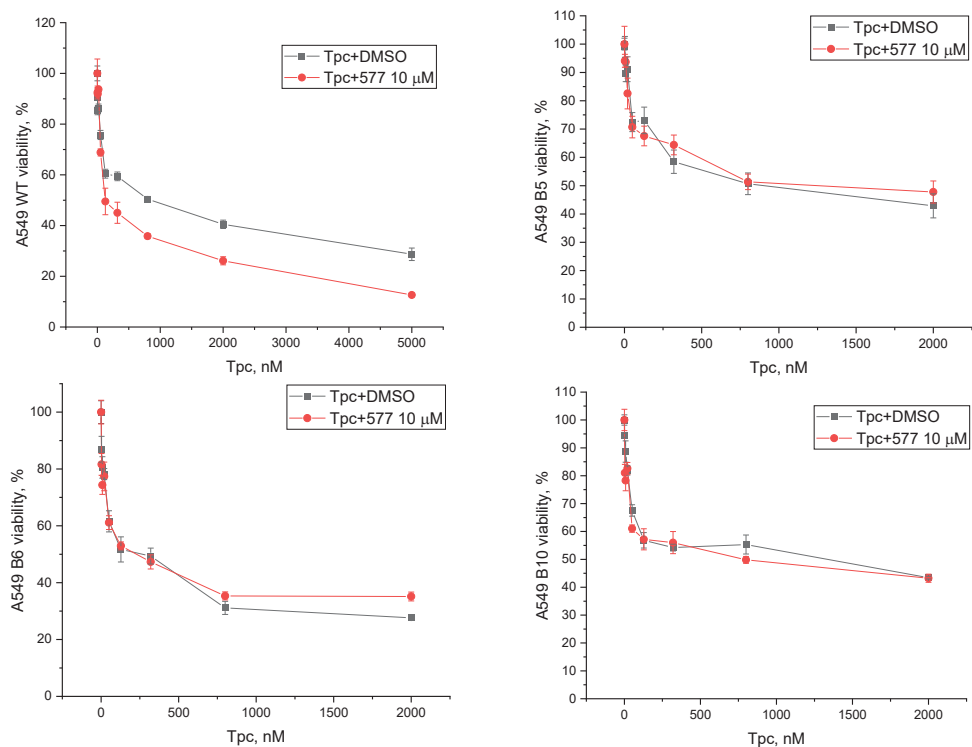 Tpc+DMSO
Tpc+577 10 μM
A549 WT viability, %
120
100
80
60
40
20
0
0 1000 2000 3000 4000 5000
Tpc, nM
Tpc+DMSO
Tpc+577 10 μM
A549 B5 viability, %
110
100
90
80
70
60
50
40
30
20
10
0
0 500 1000 1500 2000
Tpc, nM
Tpc+DMSO
Tpc+577 10 μM
A549 B6 viability, %
100
80
60
40
20
0
0 500 1000 1500 2000
Tpc, nM
Tpc+DMSO
Tpc+577 10 μM
A549 B10 viability, %
110
100
90
80
70
60
50
40
30
20
10
0
0 500 1000 1500 2000
Tpc, nM